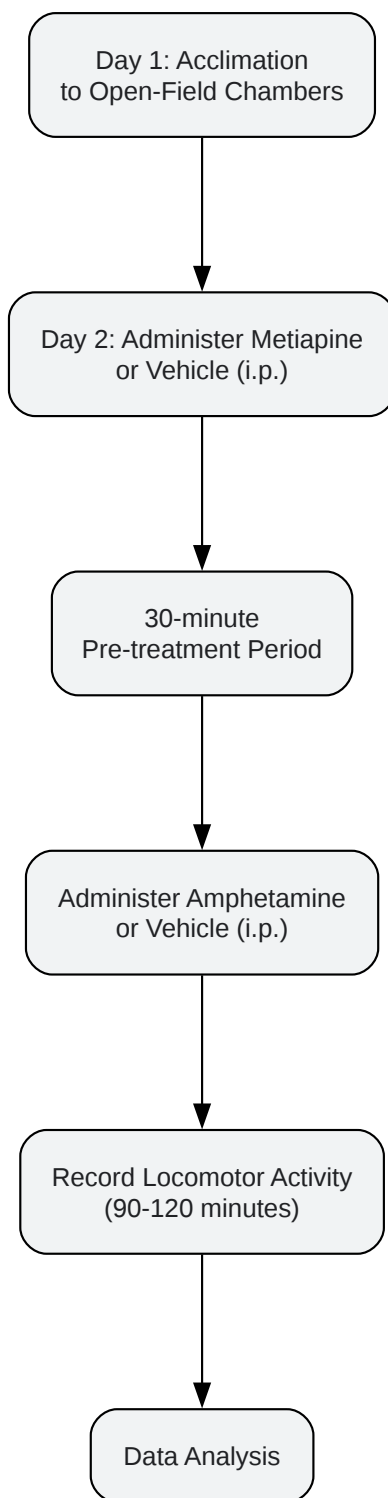 Day 1: Acclimation
to Open-Field Chambers
Day 2: Administer Metiapine
or Vehicle (i.p.)
30-minute
Pre-treatment Period
Administer Amphetamine
or Vehicle (i.p.)
Record Locomotor Activity
(90-120 minutes)
Data Analysis